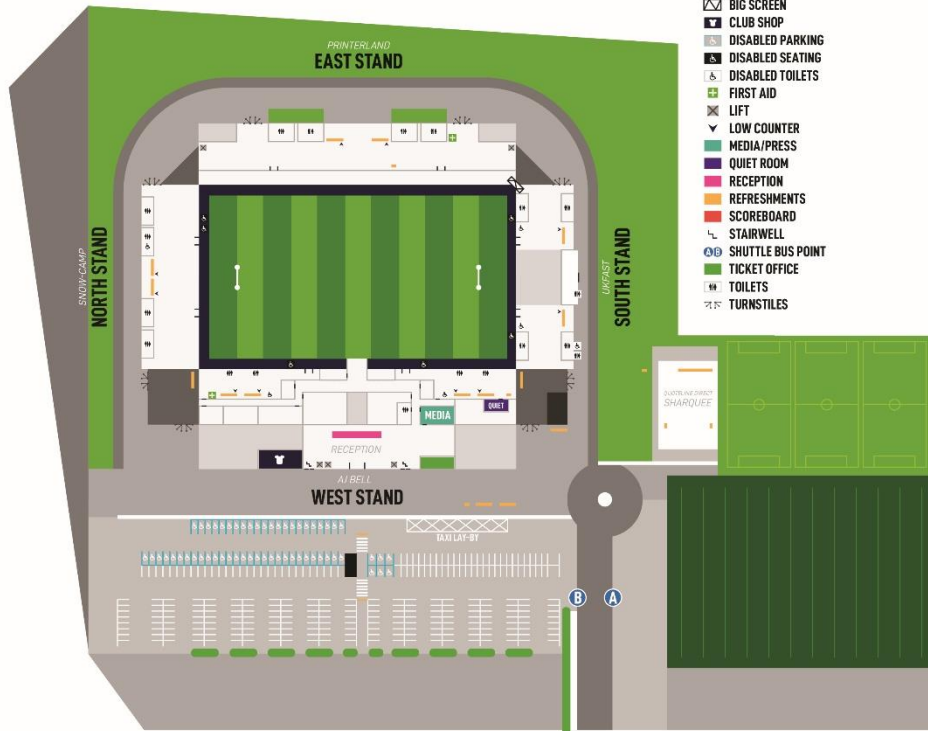 BIG SCREEN
CLUB SHOP
DISABLED PARKING
DISABLED SEATING
DISABLED TOILETS
FIRST AID
LIFT
LOW COUNTER
MEDIA/PRESS
QUIET ROOM
RECEPTION
REFRESHMENTS
SCOREBOARD
STAIRWELL
A B SHUTTLE BUS POINT
TICKET OFFICE
TOILETS
TURNSTILES
PRINTERLAND
EAST STAND
SNOW+CAMP
NORTH STAND
UKFAST
SOUTH STAND
MEDIA
QUIET
RECEPTION
AJ BELL
WEST STAND
TAXI LAY-BY
SHARQUEE
B
A